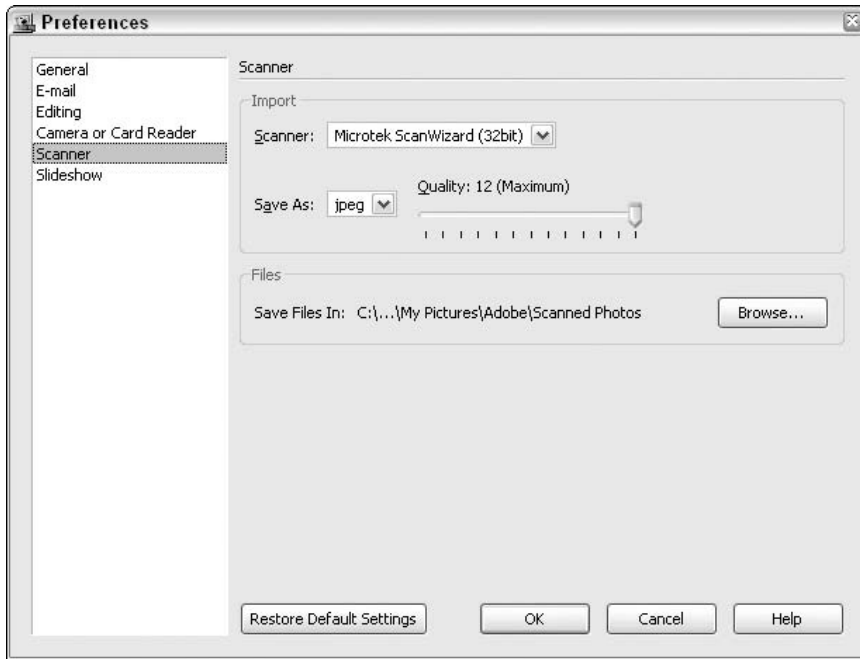 Preferences
General
E-mail
Editing
Camera or Card Reader
Scanner
Slideshow
Scanner
Import
Scanner: Microtek ScanWizard (32bit)
Quality: 12 (Maximum)
Save As: jpeg
Files
Save Files In: C:\...\My Pictures\Adobe\Scanned Photos Browse...
Restore Default Settings OK Cancel Help